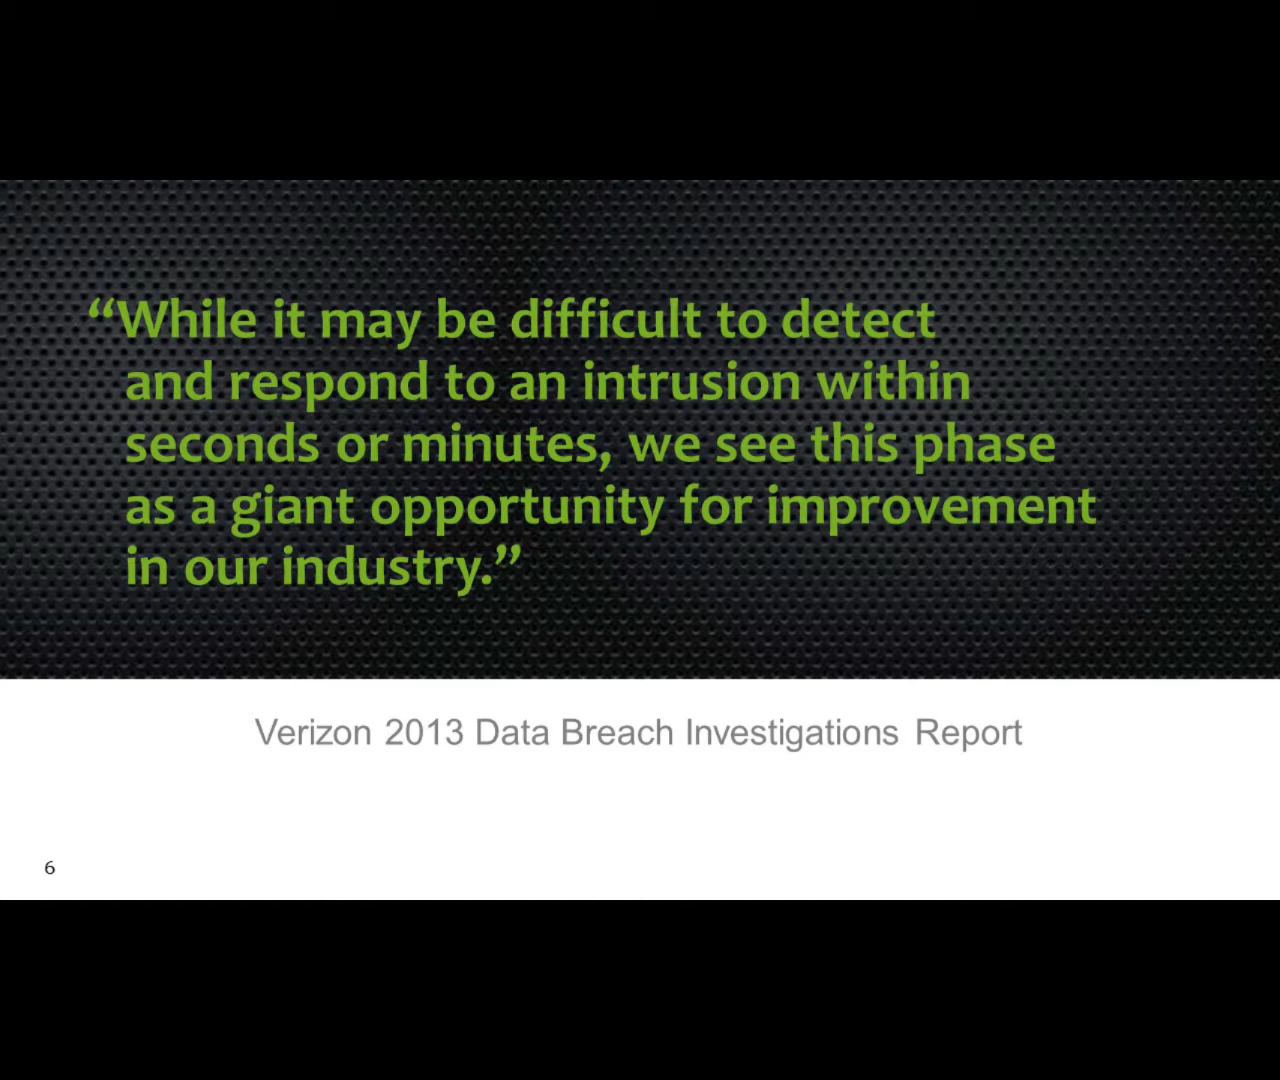 “While it may be difficult to detect
and respond to an intrusion within
seconds or minutes, we see this phase
as a giant opportunity for improvement
in our industry.”
Verizon 2013 Data Breach Investigations Report
6